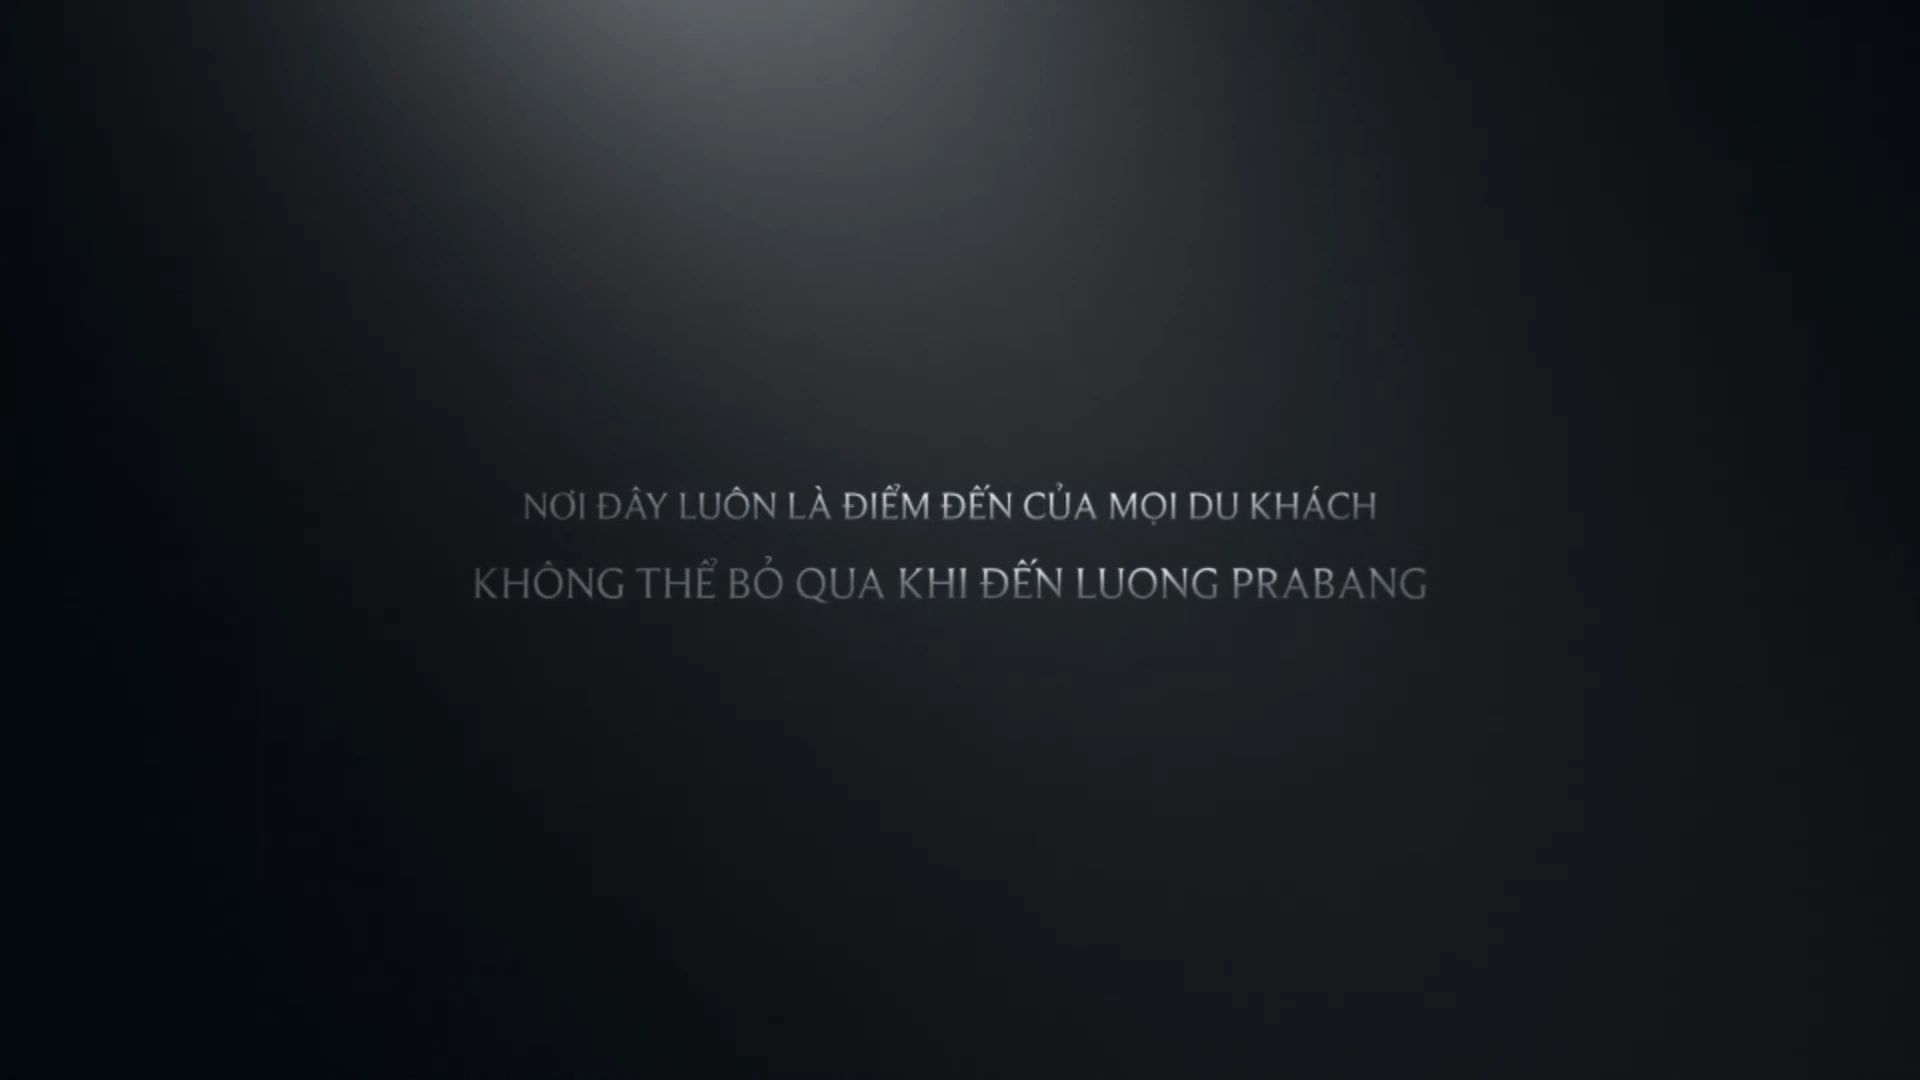 NƠI ĐÂY LUÔN LÀ ĐIỂM ĐẾN CỦA MỌI DU KHÁCH
KHÔNG THỂ BỎ QUA KHI ĐẾN LUONG PRABANG